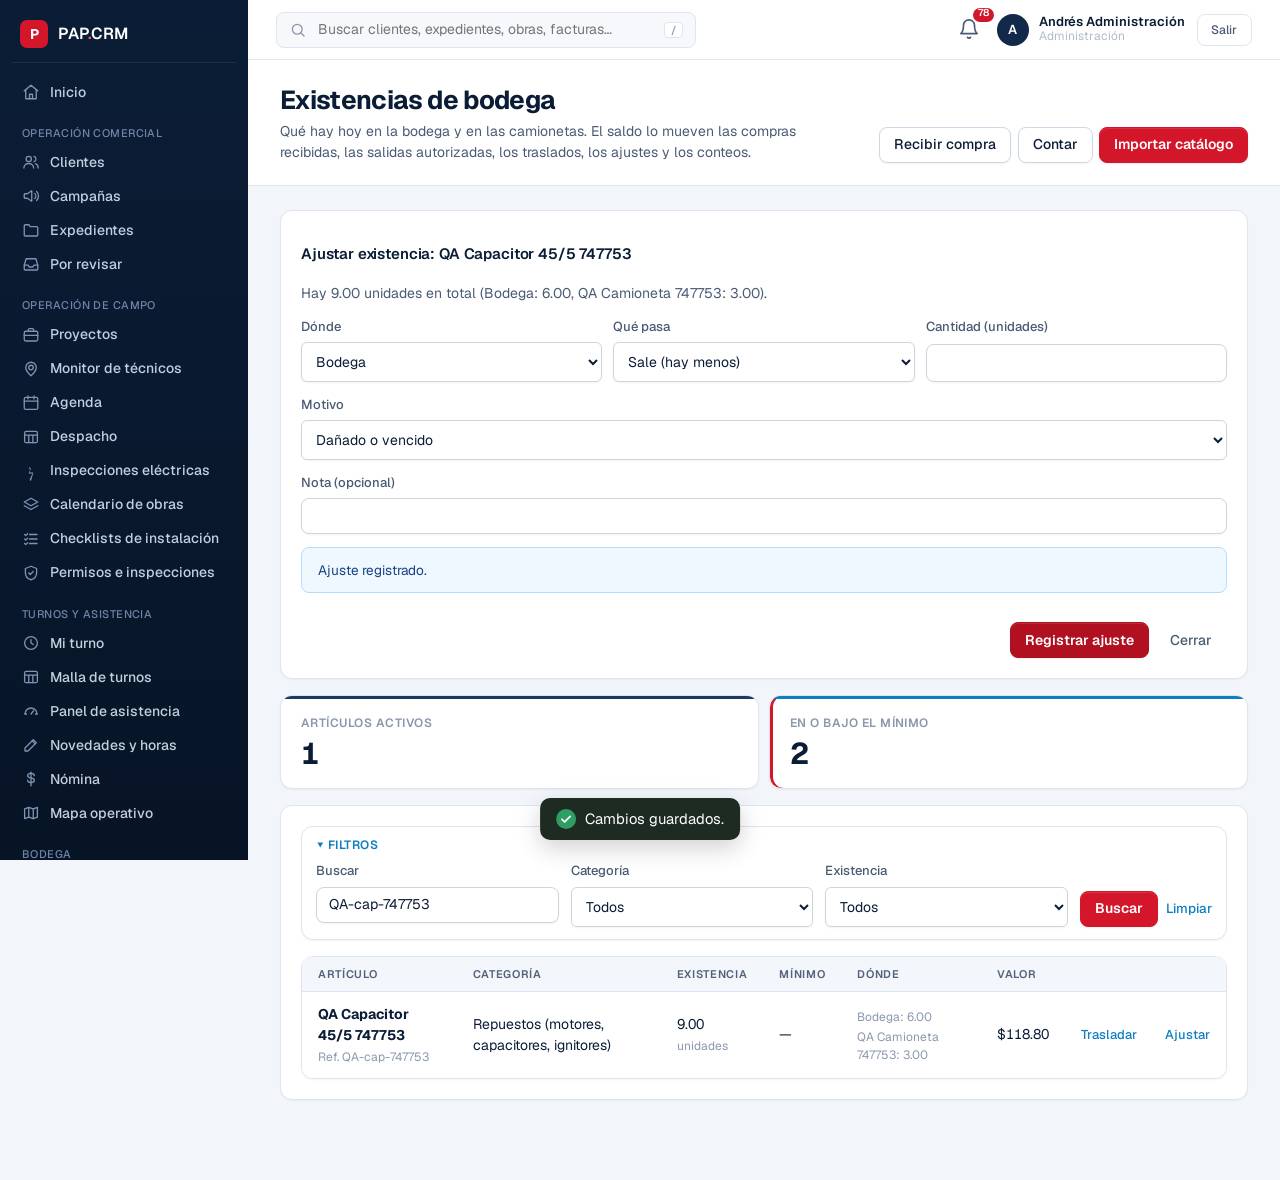 P PAP.CRM
Inicio
OPERACIÓN COMERCIAL
Clientes
Campañas
Expedientes
Por revisar
OPERACIÓN DE CAMPO
Proyectos
Monitor de técnicos
Agenda
Despacho
Inspecciones eléctricas
Calendario de obras
Checklists de instalación
Permisos e inspecciones
TURNOS Y ASISTENCIA
Mi turno
Malla de turnos
Panel de asistencia
Novedades y horas
Nómina
Mapa operativo
BODEGA
Buscar clientes, expedientes, obras, facturas... /
78
A
Andrés Administración
Administración
Salir
Existencias de bodega
Qué hay hoy en la bodega y en las camionetas. El saldo lo mueven las compras
recibidas, las salidas autorizadas, los traslados, los ajustes y los conteos.
Recibir compra Contar Importar catálogo
Ajustar existencia: QA Capacitor 45/5 747753
Hay 9.00 unidades en total (Bodega: 6.00, QA Camioneta 747753: 3.00).
Dónde Qué pasa Cantidad (unidades)
Bodega Sale (hay menos)
Motivo
Dañado o vencido
Nota (opcional)
Ajuste registrado.
Registrar ajuste Cerrar
ARTÍCULOS ACTIVOS
1
EN O BAJO EL MÍNIMO
2
Cambios guardados.
▾ FILTROS
Buscar Categoría Existencia
QA-cap-747753 Todos Todos Buscar Limpiar
ARTÍCULO CATEGORÍA EXISTENCIA MÍNIMO DÓNDE VALOR
QA Capacitor
45/5 747753
Ref. QA-cap-747753
Repuestos (motores,
capacitores, ignitores)
9.00
unidades
—
Bodega: 6.00
QA Camioneta
747753: 3.00
$118.80 Trasladar Ajustar